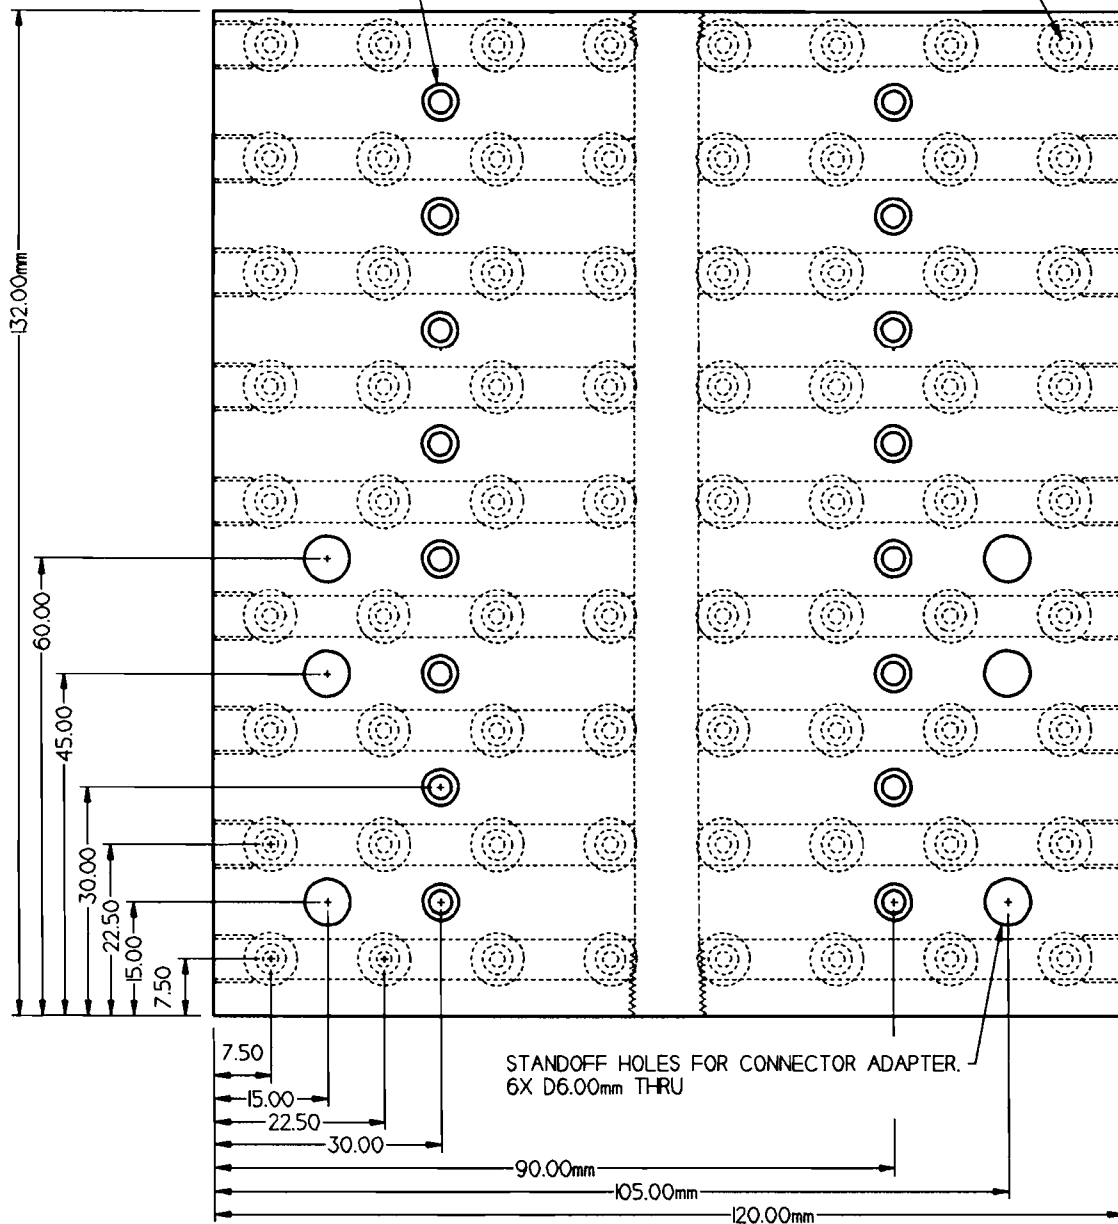 132.00mm
60.00
45.00
30.00
22.50
15.00
7.50
7.50
15.00
22.50
30.00
STANDOFF HOLES FOR CONNECTOR ADAPTER.
6X D6.00mm THRU
90.00mm
105.00mm
120.00mm